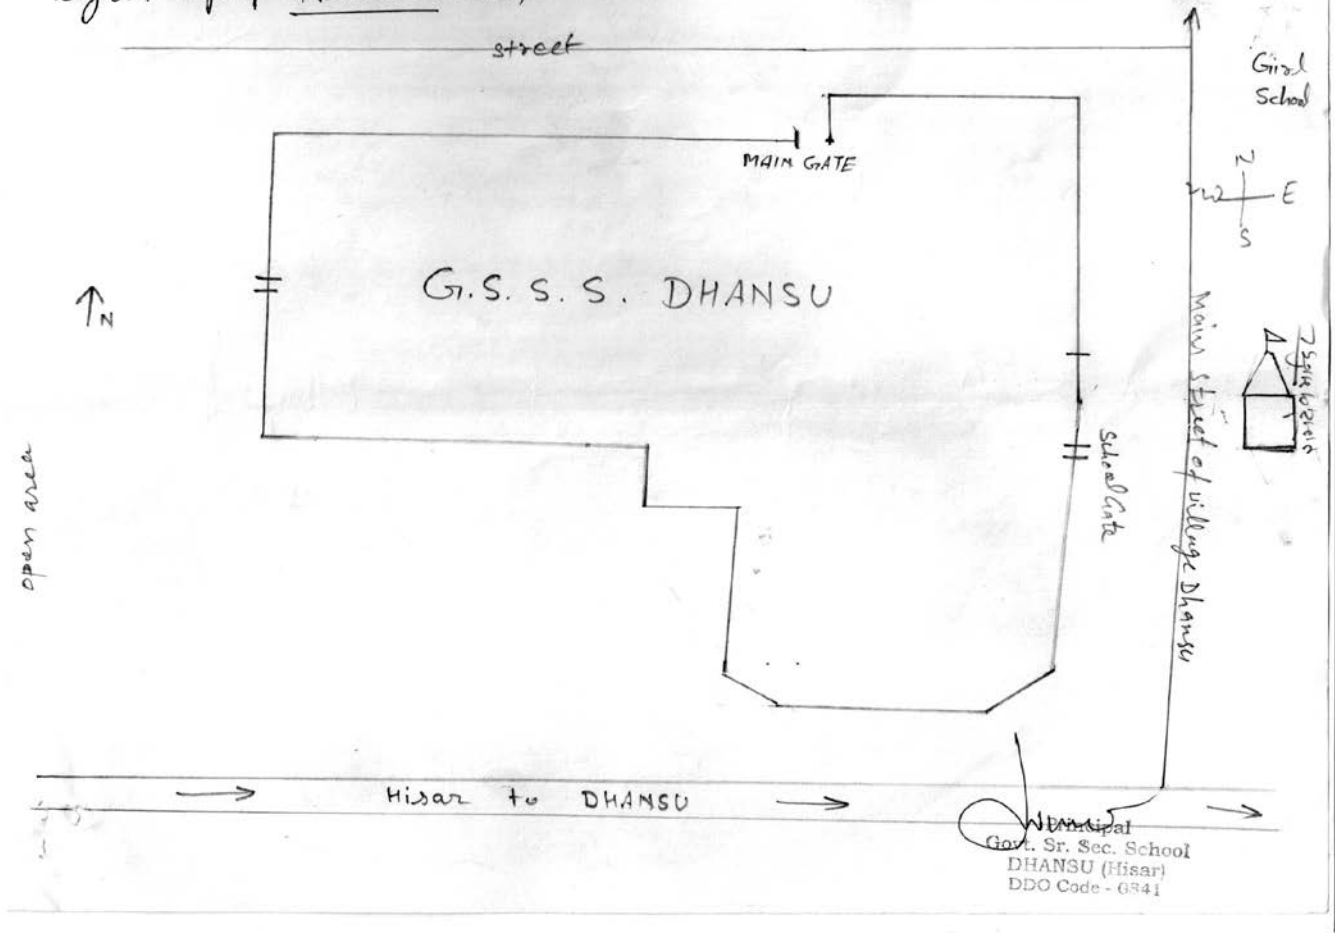 street
Girl
School
MAIN GATE
N
W E
S
G.S.S.S. DHANSU
N
Main street of village Dhansu
School Gate
open area
Hisar to DHANSU
Principal
Govt. Sr. Sec. School
DHANSU (Hisar)
DDO Code - 0841